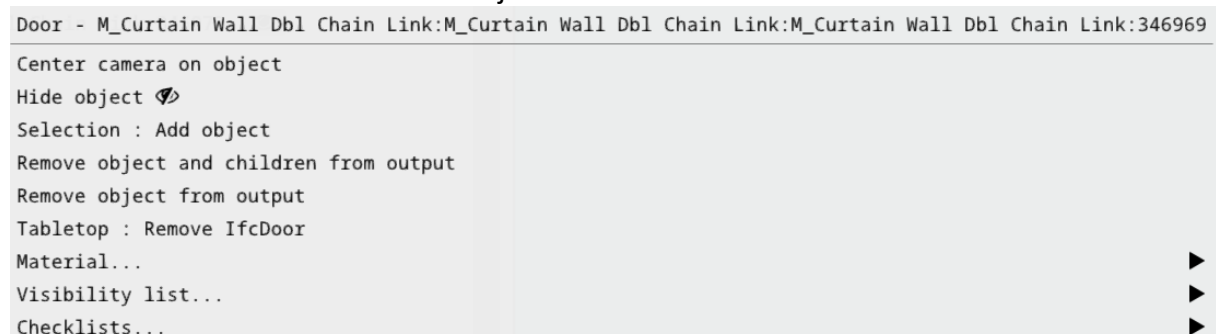 Door - M_Curtain Wall Dbl Chain Link:M_Curtain Wall Dbl Chain Link:M_Curtain Wall Dbl Chain Link:346969
Center camera on object
Hide object
Selection : Add object
Remove object and children from output
Remove object from output
Tabletop : Remove IfcDoor
Material...
Visibility list...
Checklists...